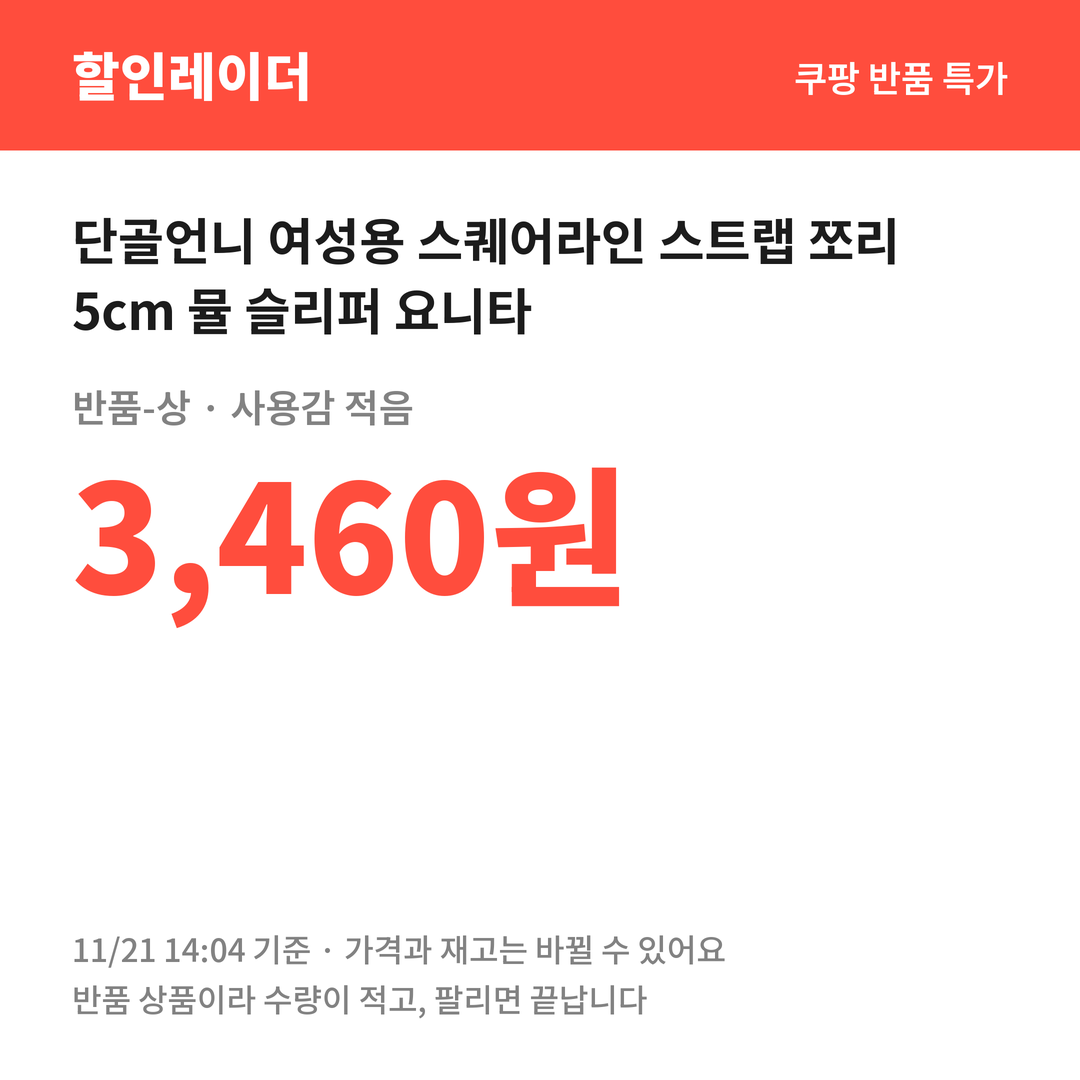 할인레이더
쿠팡 반품 특가
단골언니 여성용 스퀘어라인 스트랩 쪼리
5cm 뮬 슬리퍼 요니타
반품-상 · 사용감 적음
3,460원
11/21 14:04 기준 · 가격과 재고는 바뀔 수 있어요
반품 상품이라 수량이 적고, 팔리면 끝납니다